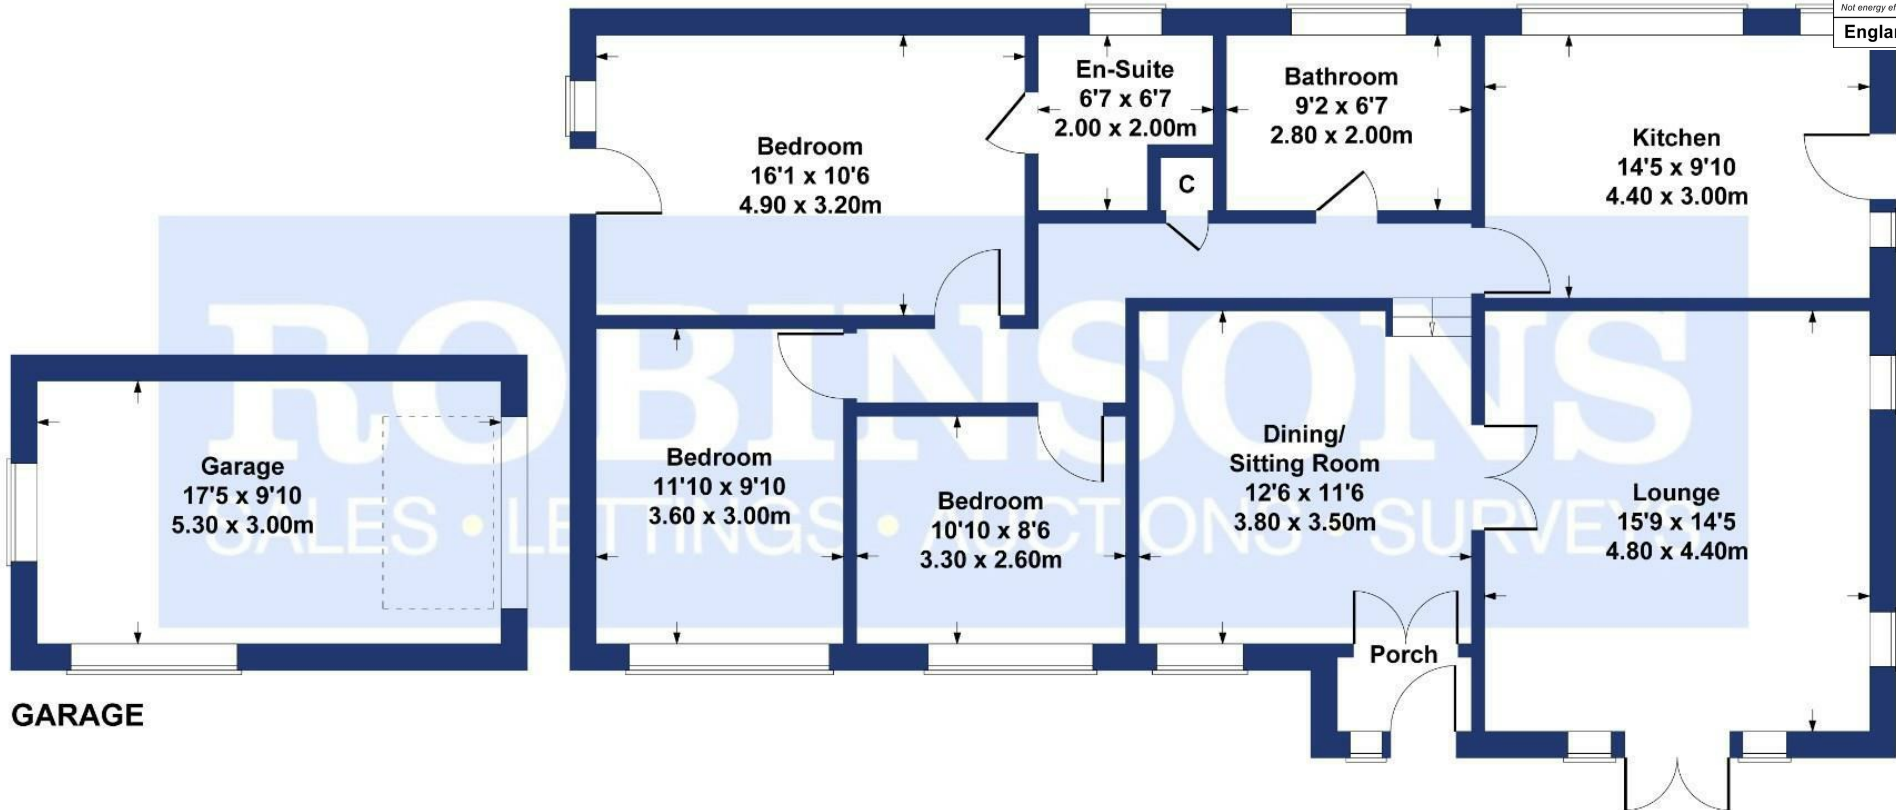 Not energy ef
Englar
En-Suite
6'7 x 6'7
2.00 x 2.00m
Bathroom
9'2 x 6'7
2.80 x 2.00m
Bedroom
16'1 x 10'6
4.90 x 3.20m
Kitchen
14'5 x 9'10
4.40 x 3.00m
C
ROBINSONS
SALES • LETTINGS • AUCTIONS • SURVEYS
Garage
17'5 x 9'10
5.30 x 3.00m
Bedroom
11'10 x 9'10
3.60 x 3.00m
Bedroom
10'10 x 8'6
3.30 x 2.60m
Dining/
Sitting Room
12'6 x 11'6
3.80 x 3.50m
Lounge
15'9 x 14'5
4.80 x 4.40m
Porch
GARAGE